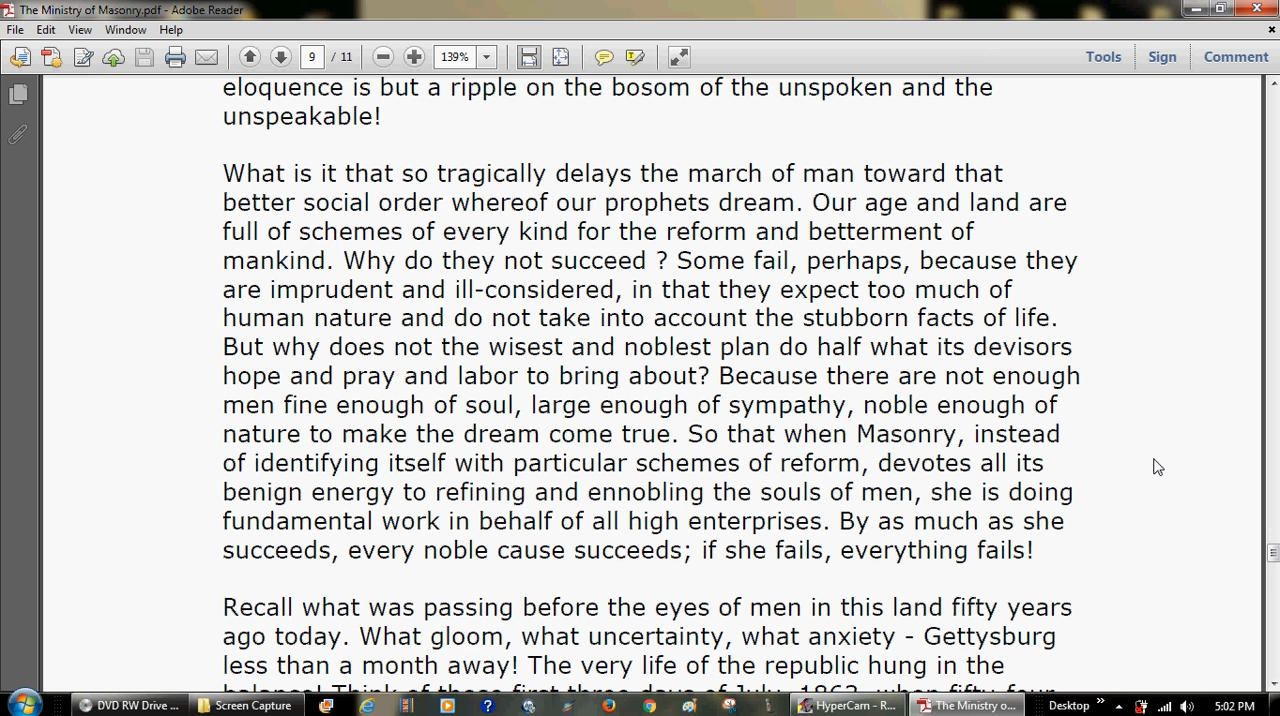 The Ministry of Masonry.pdf - Adobe Reader
File Edit View Window Help
9 / 11 139% Tools Sign Comment
eloquence is but a ripple on the bosom of the unspoken and the
unspeakable!
What is it that so tragically delays the march of man toward that
better social order whereof our prophets dream. Our age and land are
full of schemes of every kind for the reform and betterment of
mankind. Why do they not succeed ? Some fail, perhaps, because they
are imprudent and ill-considered, in that they expect too much of
human nature and do not take into account the stubborn facts of life.
But why does not the wisest and noblest plan do half what its devisors
hope and pray and labor to bring about? Because there are not enough
men fine enough of soul, large enough of sympathy, noble enough of
nature to make the dream come true. So that when Masonry, instead
of identifying itself with particular schemes of reform, devotes all its
benign energy to refining and ennobling the souls of men, she is doing
fundamental work in behalf of all high enterprises. By as much as she
succeeds, every noble cause succeeds; if she fails, everything fails!
Recall what was passing before the eyes of men in this land fifty years
ago today. What gloom, what uncertainty, what anxiety - Gettysburg
less than a month away! The very life of the republic hung in the
balance! Think of those first three days of July, 1863, when fifty-four
DVD RW Drive ... Screen Capture HyperCam - R... The Ministry o... Desktop » 5:02 PM